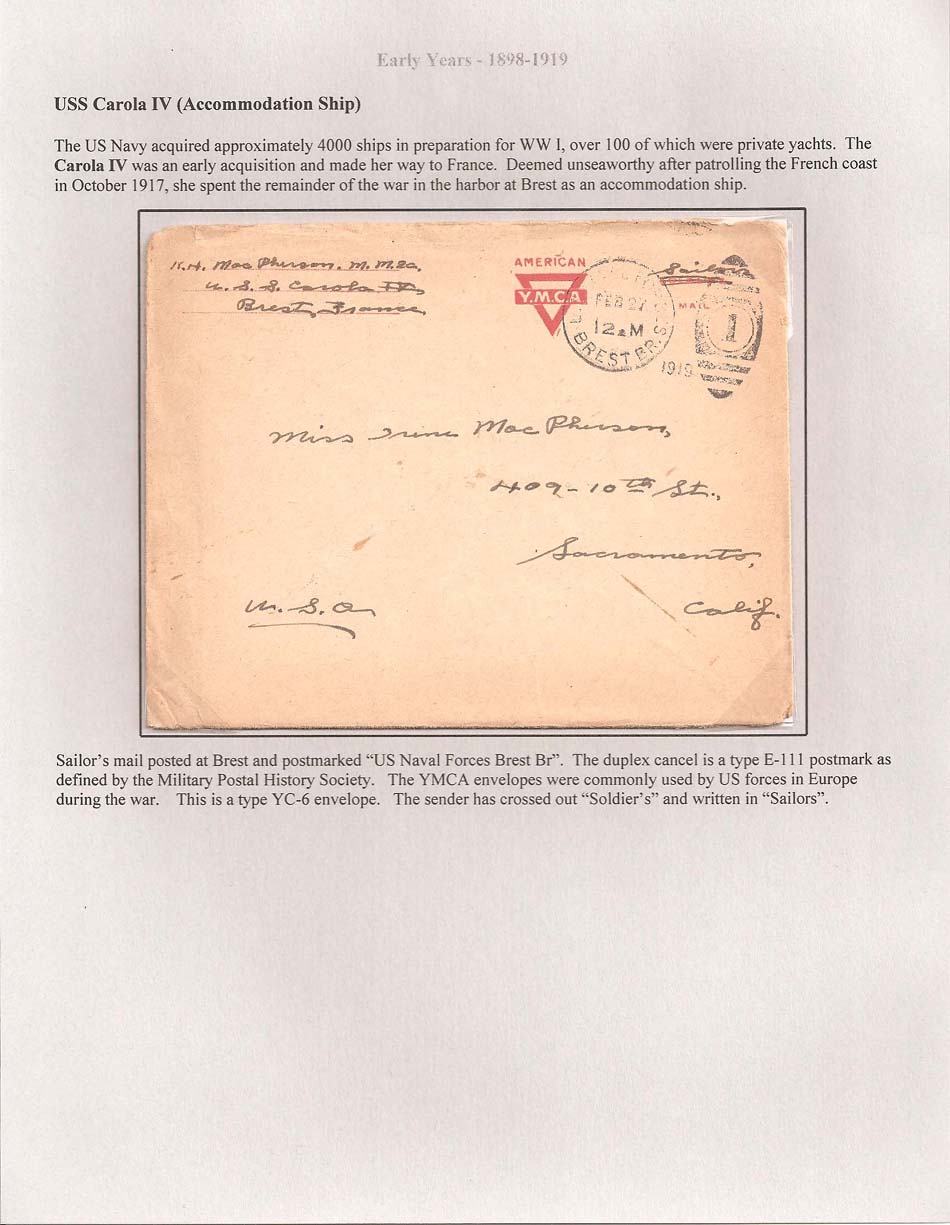 Early Years - 1898-1919
USS Carola IV (Accommodation Ship)
The US Navy acquired approximately 4000 ships in preparation for WW I, over 100 of which were private yachts. The
Carola IV was an early acquisition and made her way to France. Deemed unseaworthy after patrolling the French coast
in October 1917, she spent the remainder of the war in the harbor at Brest as an accommodation ship.
K.H. MacPherson. M.M.2c.
U.S.S. Carola IV
Brest, France
AMERICAN
Y.M.C.A
Sailors
MAIL
FEB 27
12 M
BREST BR.
1919
1
Miss Irene MacPherson,
409-10th St.,
Sacramento,
Calif.
U.S.A.
Sailor’s mail posted at Brest and postmarked “US Naval Forces Brest Br”. The duplex cancel is a type E-111 postmark as
defined by the Military Postal History Society. The YMCA envelopes were commonly used by US forces in Europe
during the war. This is a type YC-6 envelope. The sender has crossed out “Soldier’s” and written in “Sailors”.